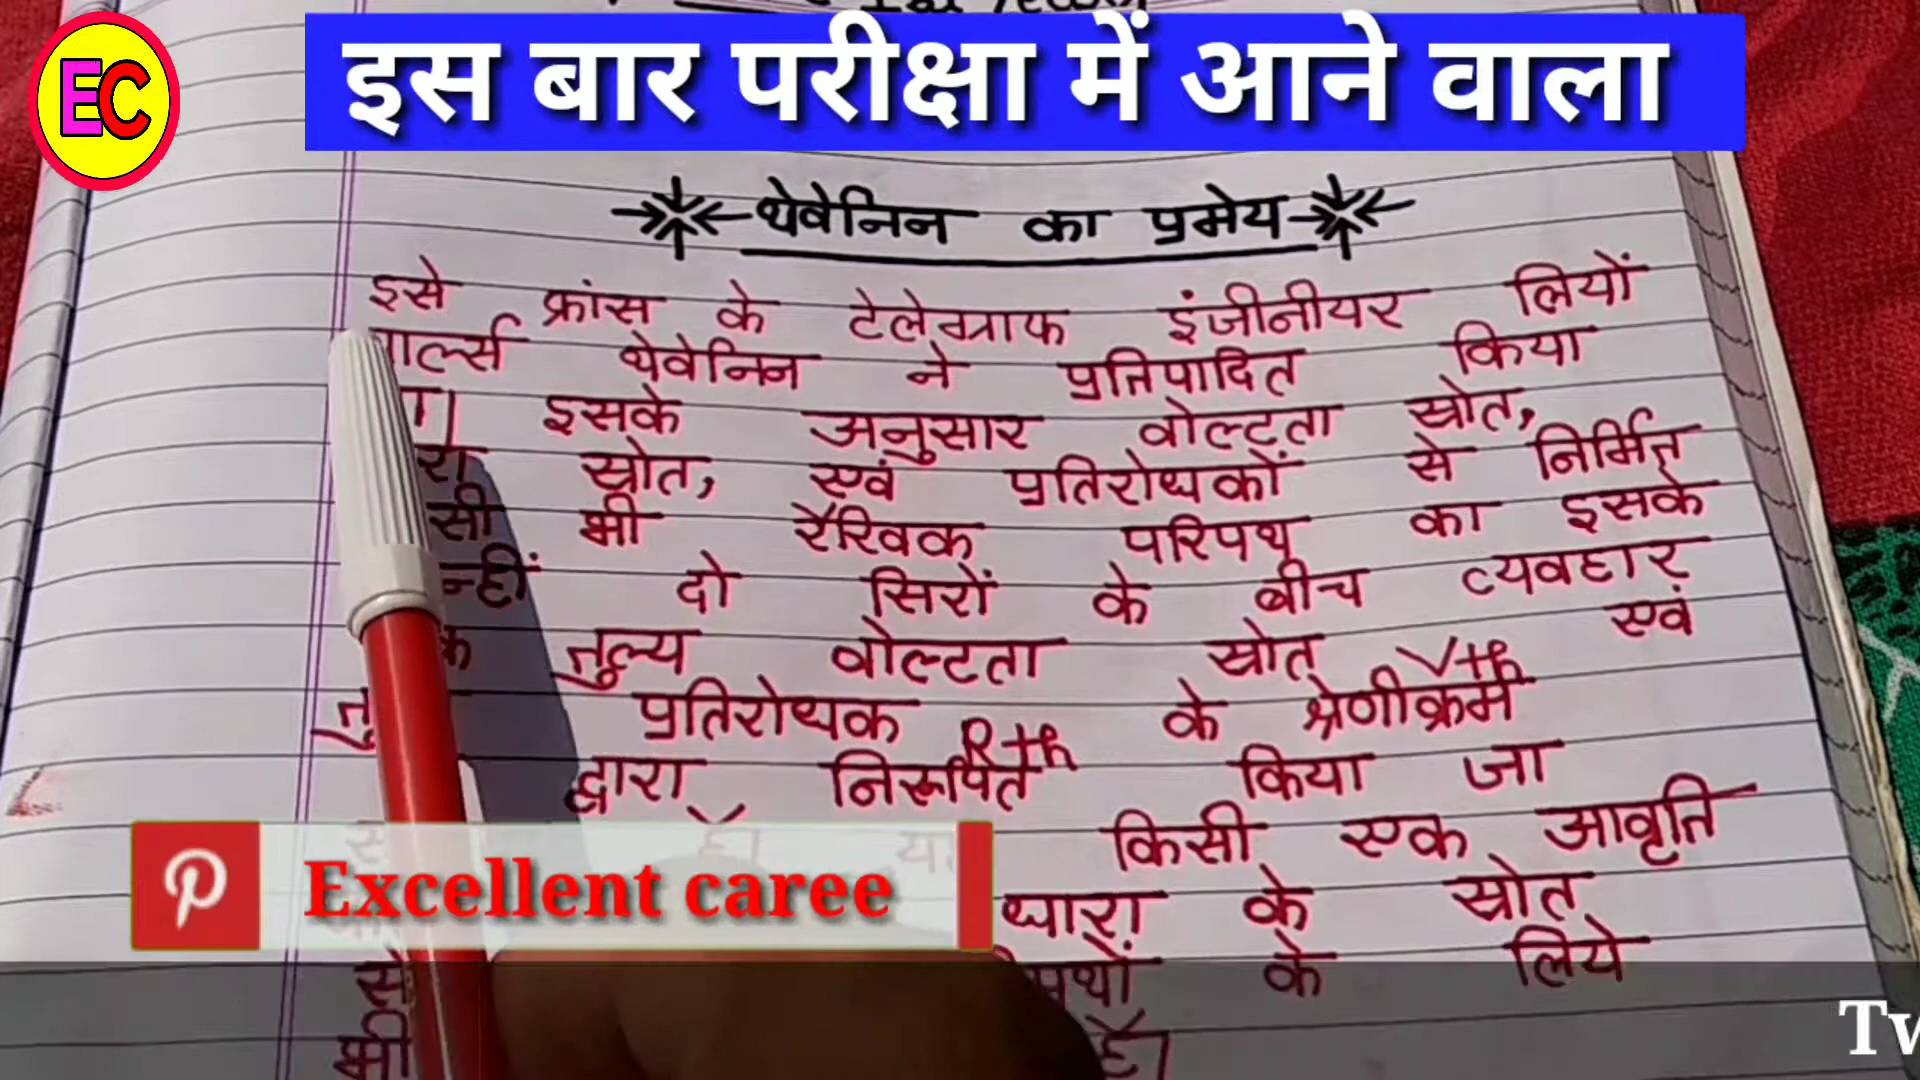 EC
इस बार परीक्षा में आने वाला
थेवेनिन का प्रमेय
इसे फ्रांस के टेलेग्राफ इंजीनीयर लियों
चार्ल्स थेवेनिन ने प्रतिपादित किया
इसके अनुसार वोल्टता स्रोत,
स्रोत, एवं प्रतिरोधकों से निर्मित
भी रैखिक परिपथ का इसके
दो सिरों के बीच व्यवहार
तुल्य वोल्टता स्रोत Vth एवं
प्रतिरोधक Rth के श्रेणीक्रम
द्वारा निरूपित किया जा
है। किसी एक आवृति
धारा के स्रोत
के लिये
भी है।
Excellent caree
Tw